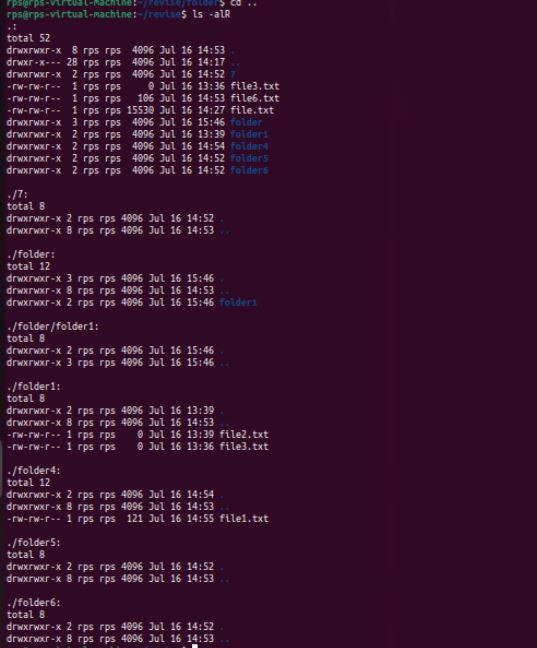 rps@rps-virtual-machine:~/revise/folder$ cd ..
rps@rps-virtual-machine:~/revise$ ls -alR
.:
total 52
drwxrwxr-x  8 rps rps  4096 Jul 16 14:53 .
drwxr-x--- 28 rps rps  4096 Jul 16 14:17 ..
drwxrwxr-x  2 rps rps  4096 Jul 16 14:52 7
-rw-rw-r--  1 rps rps     0 Jul 16 13:36 file3.txt
-rw-rw-r--  1 rps rps   106 Jul 16 14:53 file6.txt
-rw-rw-r--  1 rps rps 15530 Jul 16 14:27 file.txt
drwxrwxr-x  3 rps rps  4096 Jul 16 15:46 folder
drwxrwxr-x  2 rps rps  4096 Jul 16 13:39 folder1
drwxrwxr-x  2 rps rps  4096 Jul 16 14:54 folder4
drwxrwxr-x  2 rps rps  4096 Jul 16 14:52 folder5
drwxrwxr-x  2 rps rps  4096 Jul 16 14:52 folder6
./7:
total 8
drwxrwxr-x 2 rps rps 4096 Jul 16 14:52 .
drwxrwxr-x 8 rps rps 4096 Jul 16 14:53 ..
./folder:
total 12
drwxrwxr-x 3 rps rps 4096 Jul 16 15:46 .
drwxrwxr-x 8 rps rps 4096 Jul 16 14:53 ..
drwxrwxr-x 2 rps rps 4096 Jul 16 15:46 folder1
./folder/folder1:
total 8
drwxrwxr-x 2 rps rps 4096 Jul 16 15:46 .
drwxrwxr-x 3 rps rps 4096 Jul 16 15:46 ..
./folder1:
total 8
drwxrwxr-x 2 rps rps 4096 Jul 16 13:39 .
drwxrwxr-x 8 rps rps 4096 Jul 16 14:53 ..
-rw-rw-r-- 1 rps rps    0 Jul 16 13:39 file2.txt
-rw-rw-r-- 1 rps rps    0 Jul 16 13:36 file3.txt
./folder4:
total 12
drwxrwxr-x 2 rps rps 4096 Jul 16 14:54 .
drwxrwxr-x 8 rps rps 4096 Jul 16 14:53 ..
-rw-rw-r-- 1 rps rps  121 Jul 16 14:55 file1.txt
./folder5:
total 8
drwxrwxr-x 2 rps rps 4096 Jul 16 14:52 .
drwxrwxr-x 8 rps rps 4096 Jul 16 14:53 ..
./folder6:
total 8
drwxrwxr-x 2 rps rps 4096 Jul 16 14:52 .
drwxrwxr-x 8 rps rps 4096 Jul 16 14:53 ..